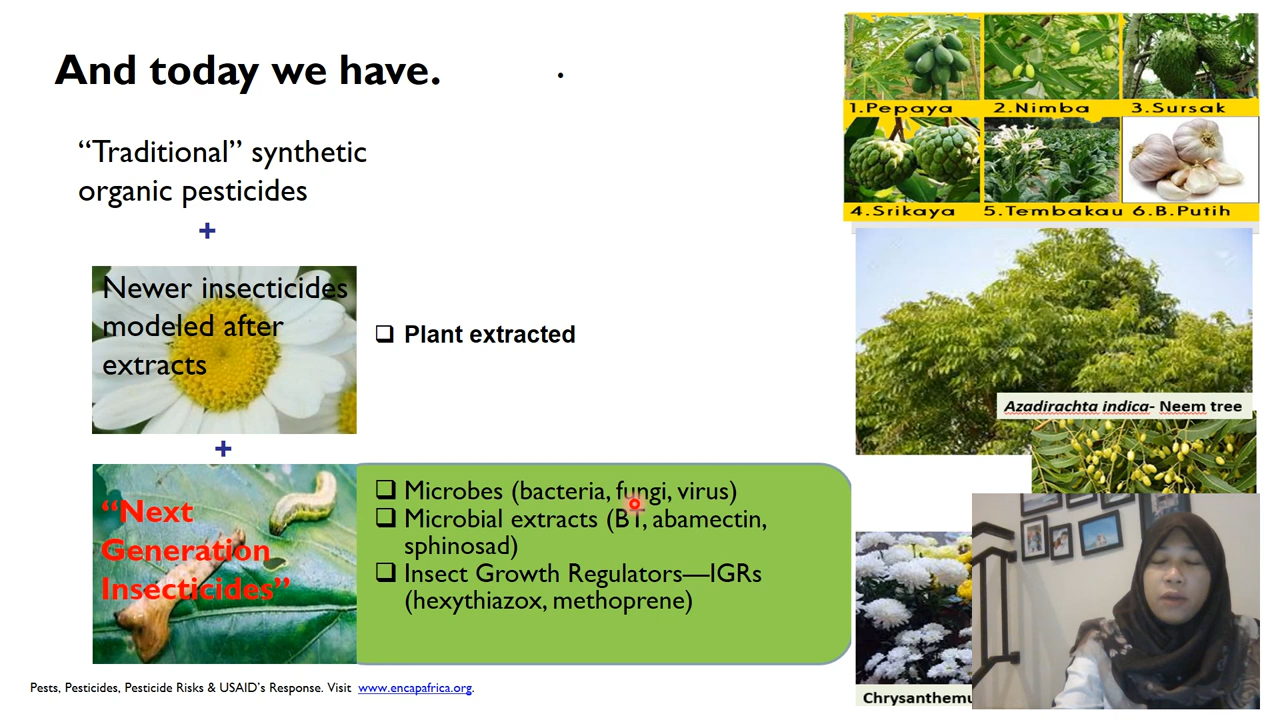 And today we have.
“Traditional” synthetic
organic pesticides
+
Newer insecticides
modeled after
extracts
❑ Plant extracted
+
“Next
Generation
Insecticides”
❑ Microbes (bacteria, fungi, virus)
❑ Microbial extracts (BT, abamectin,
sphinosad)
❑ Insect Growth Regulators—IGRs
(hexythiazox, methoprene)
Pests, Pesticides, Pesticide Risks & USAID’s Response. Visit www.encapafrica.org.
1.Pepaya 2.Nimba 3.Sursak
4.Srikaya 5.Tembakau 6.B.Putih
Azadirachta indica- Neem tree
Chrysanthemu